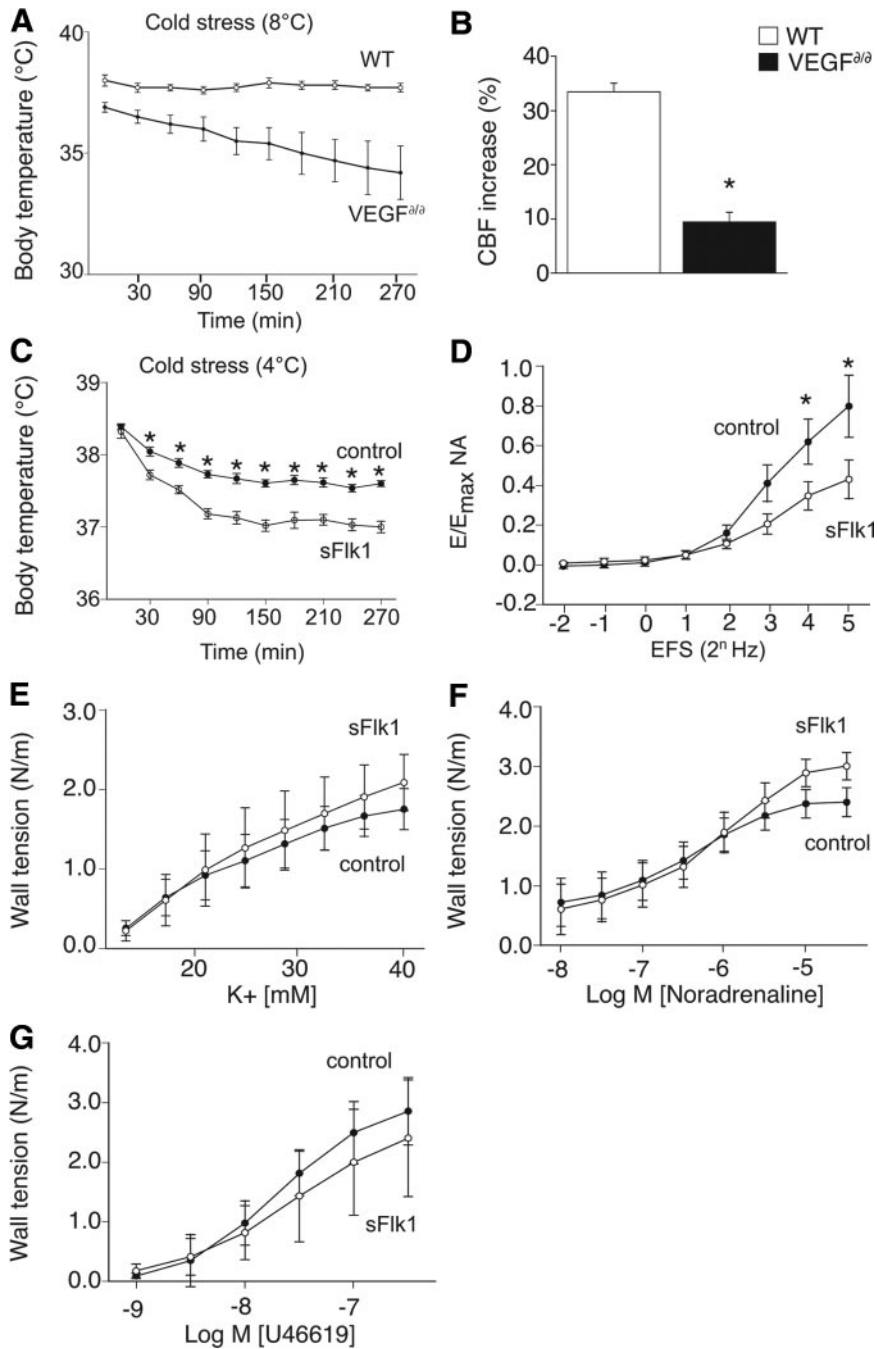 A
Cold stress (8°C)
Body temperature (°C)
40
35
30
WT
VEGF∂/∂
30 90 150 210 270
Time (min)
B
WT
VEGF∂/∂
CBF increase (%)
40
30
20
10
0
*
C
Cold stress (4°C)
Body temperature (°C)
39
38
37
36
* * * * * * * * *
control
sFlk1
30 90 150 210 270
Time (min)
D
E/Emax NA
1.0
0.8
0.6
0.4
0.2
0.0
-0.2
* *
control
sFlk1
-2 -1 0 1 2 3 4 5
EFS (2ⁿ Hz)
E
Wall tension (N/m)
3.0
2.0
1.0
0.0
sFlk1
control
20 30 40
K+ [mM]
F
Wall tension (N/m)
4.0
3.0
2.0
1.0
0.0
sFlk1
control
-8 -7 -6 -5
Log M [Noradrenaline]
G
Wall tension (N/m)
4.0
3.0
2.0
1.0
0.0
control
sFlk1
-9 -8 -7
Log M [U46619]